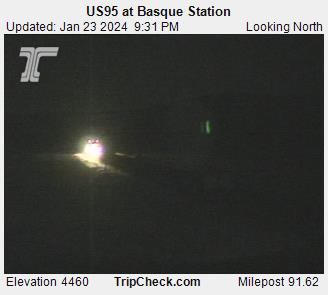 US95 at Basque Station
Updated: Jan 23 2024 9:31 PM Looking North
Elevation 4460 TripCheck.com Milepost 91.62